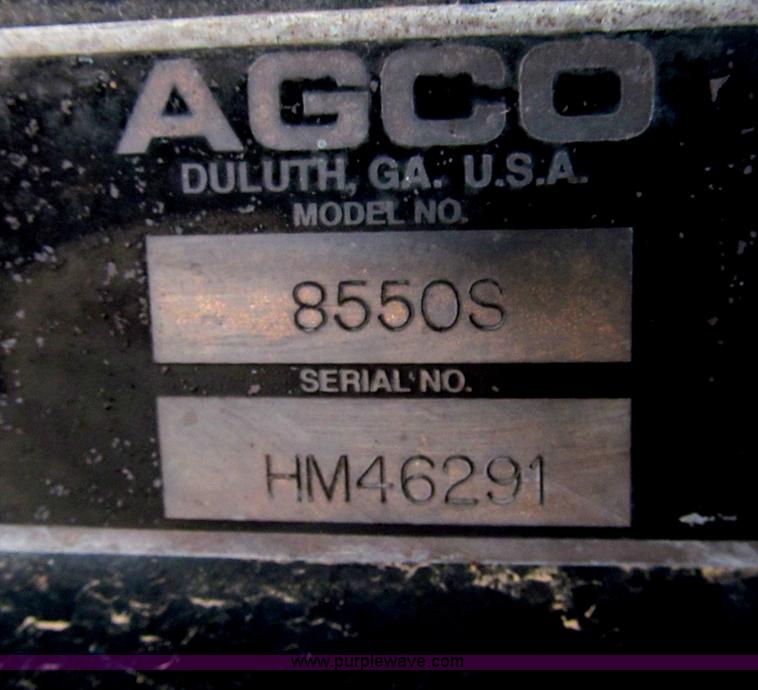 AGCO
DULUTH, GA. U.S.A.
MODEL NO.
8550S
SERIAL NO.
HM46291
www.purplewave.com